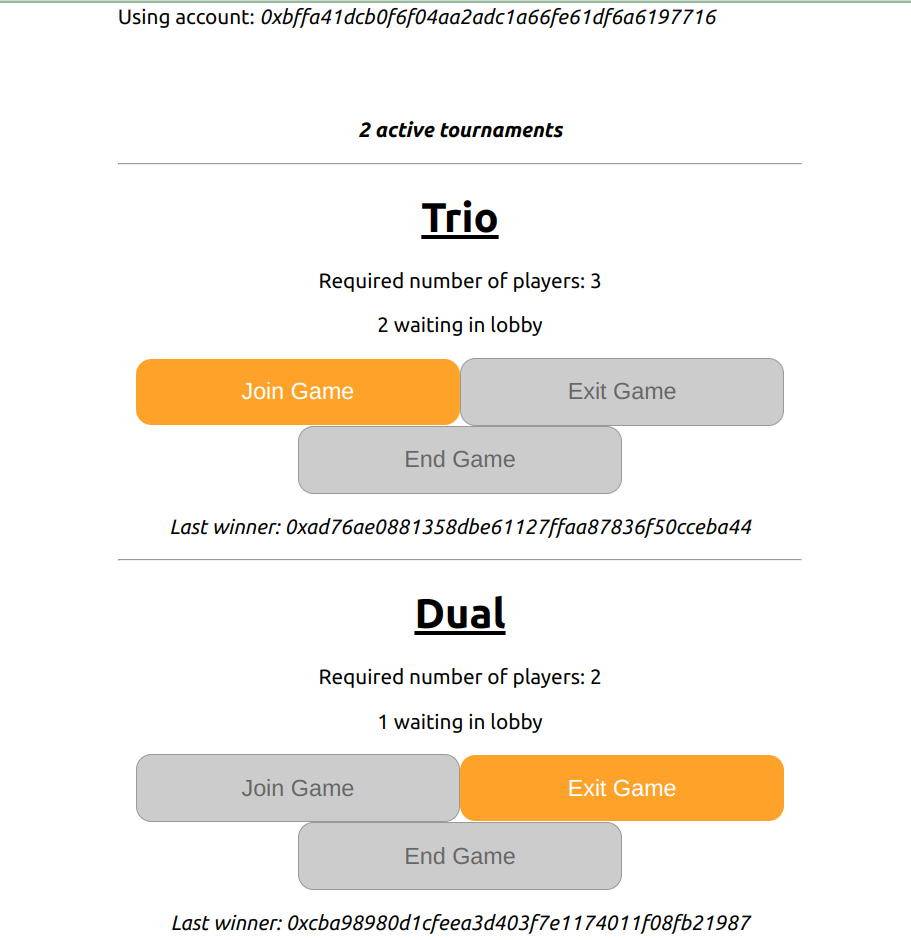 Using account: 0xbffa41dcb0f6f04aa2adc1a66fe61df6a6197716
2 active tournaments
Trio
Required number of players: 3
2 waiting in lobby
Join Game
Exit Game
End Game
Last winner: 0xad76ae0881358dbe61127ffaa87836f50cceba44
Dual
Required number of players: 2
1 waiting in lobby
Join Game
Exit Game
End Game
Last winner: 0xcba98980d1cfeea3d403f7e1174011f08fb21987